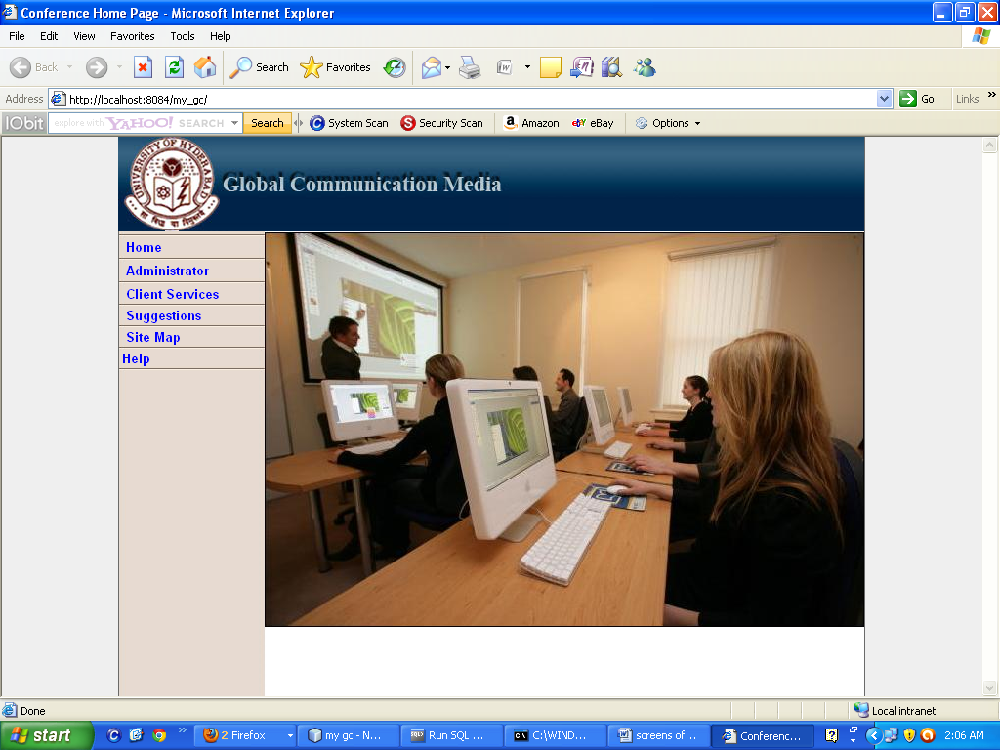 Conference Home Page - Microsoft Internet Explorer
File Edit View Favorites Tools Help
Back Search Favorites
Address http://localhost:8084/my_gc/ Go Links »
IObit explore with YAHOO! SEARCH Search System Scan Security Scan Amazon eBay Options
UNIVERSITY OF HYDERABAD
सा विद्या या विमुक्तये
Global Communication Media
Home
Administrator
Client Services
Suggestions
Site Map
Help
Done Local intranet
start 2 Firefox my gc - N... Run SQL ... C:\WIND... screens of... Conferenc... 2:06 AM